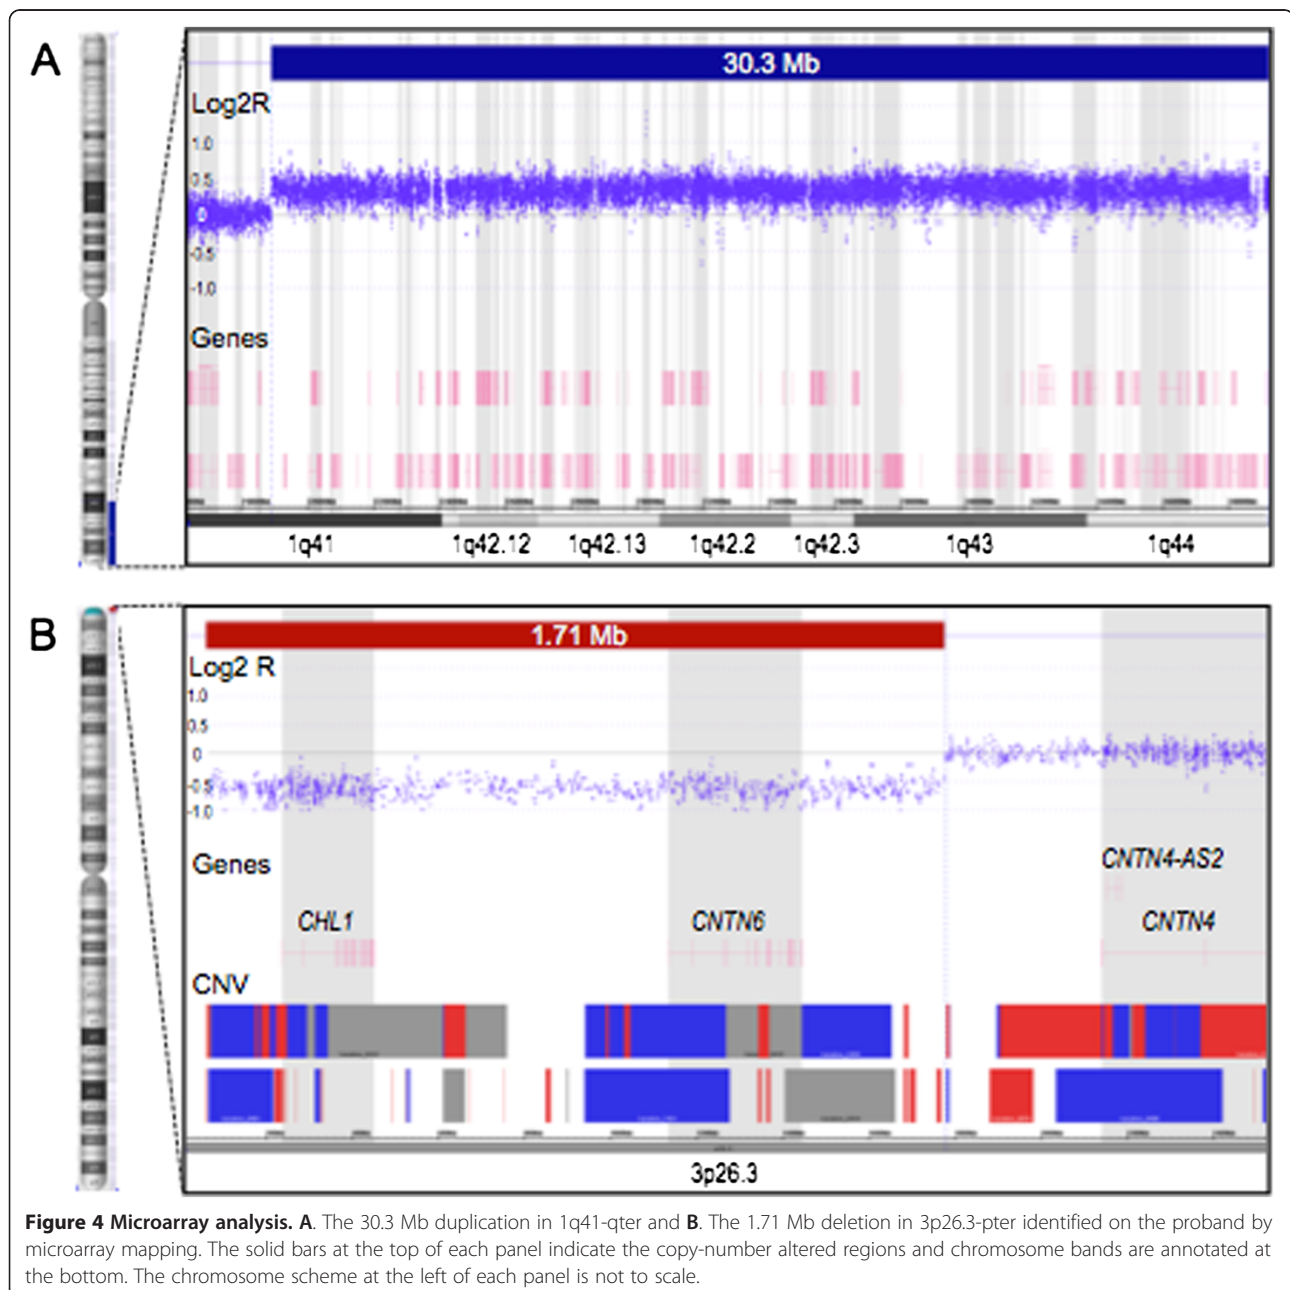 A
30.3 Mb
Log2R
1.0
0.5
0
-0.5
-1.0
Genes
1q41 1q42.12 1q42.13 1q42.2 1q42.3 1q43 1q44
B
1.71 Mb
Log2 R
1.0
0.5
0
-0.5
-1.0
Genes
CNTN4-AS2
CHL1 CNTN6 CNTN4
CNV
3p26.3
Figure 4 Microarray analysis. A. The 30.3 Mb duplication in 1q41-qter and B. The 1.71 Mb deletion in 3p26.3-pter identified on the proband by
microarray mapping. The solid bars at the top of each panel indicate the copy-number altered regions and chromosome bands are annotated at
the bottom. The chromosome scheme at the left of each panel is not to scale.